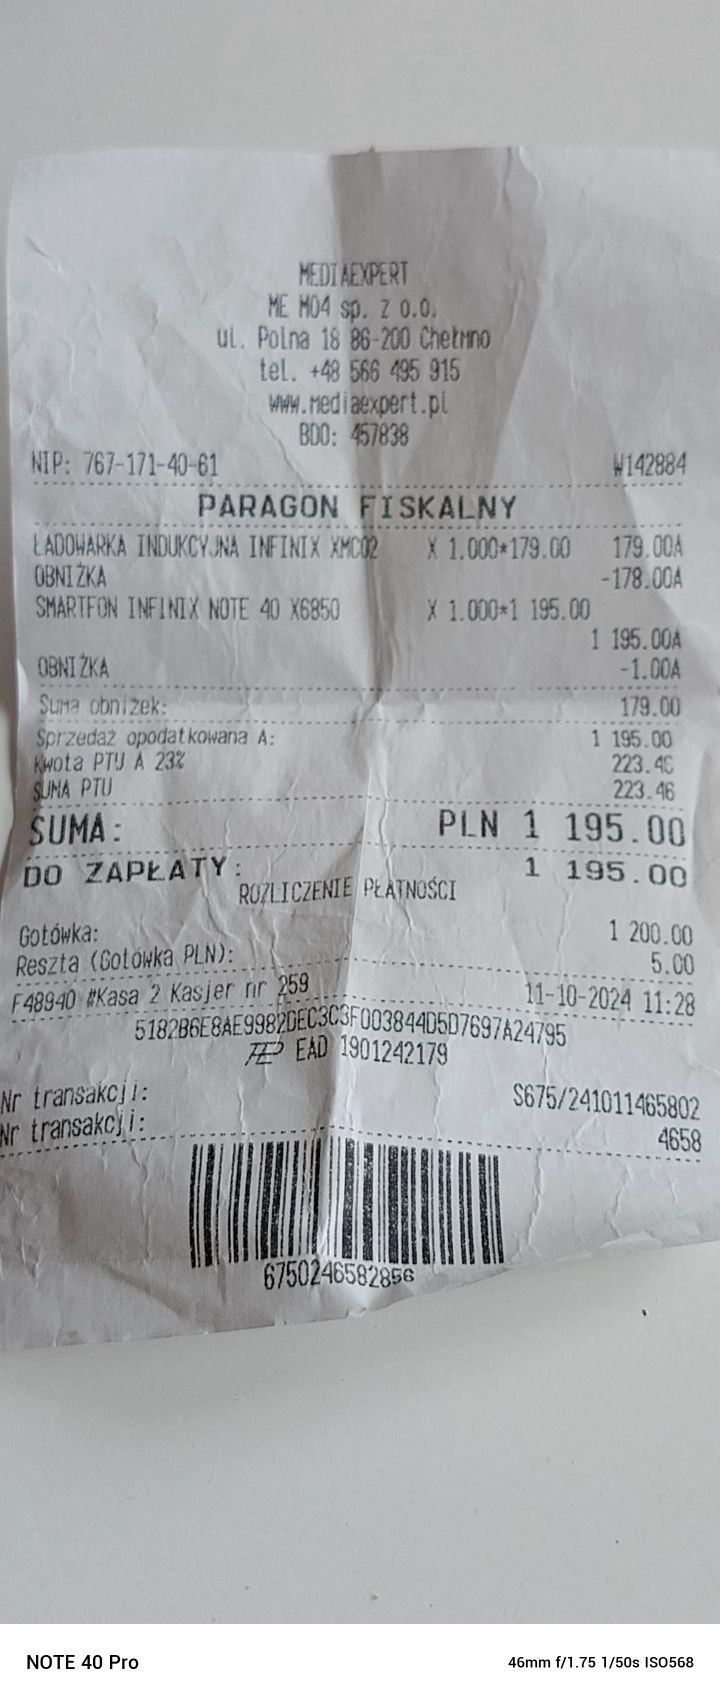 MEDIAEXPERT
ME M04 sp. z o.o.
ul. Polna 18 86-200 Chełmno
tel. +48 566 495 915
www.mediaexpert.pl
BDO: 457838
NIP: 767-171-40-61 W142884
PARAGON FISKALNY
ŁADOWARKA INDUKCYJNA INFINIX XMC02 X 1.000*179.00 179.00A
OBNIŻKA -178.00A
SMARTFON INFINIX NOTE 40 X6850 X 1.000*1 195.00
1 195.00A
OBNIŻKA -1.00A
Suma obniżek: 179.00
Sprzedaż opodatkowana A: 1 195.00
Kwota PTU A 23% 223.46
SUMA PTU 223.46
SUMA: PLN 1 195.00
DO ZAPŁATY: 1 195.00
ROZLICZENIE PŁATNOŚCI
Gotówka: 1 200.00
Reszta (Gotówka PLN): 5.00
F48940 #Kasa 2 Kasjer nr 259 11-10-2024 11:28
5182B6E8AE9982DEC3C3F003844D5D7697A24795
EAD 1901242179
Nr transakcji: S675/241011465802
Nr transakcji: 4658
6750246582856
NOTE 40 Pro 46mm f/1.75 1/50s ISO568